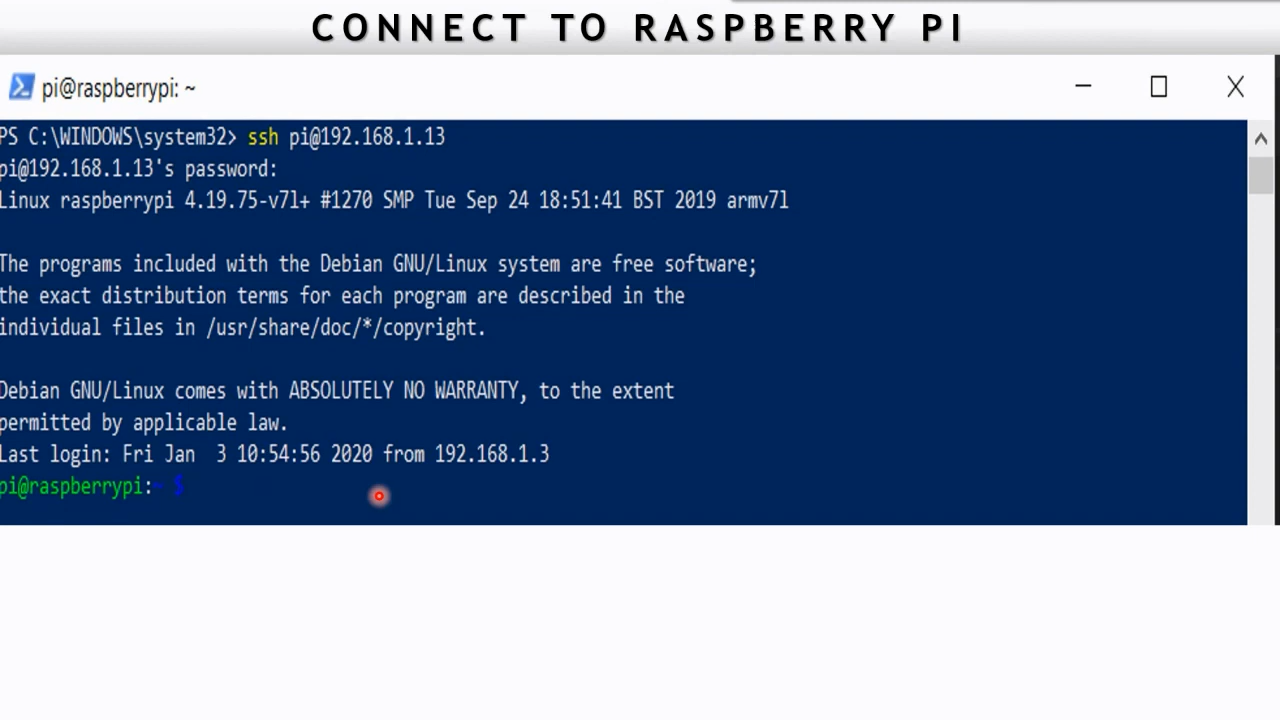 CONNECT TO RASPBERRY PI
pi@raspberrypi: ~
PS C:\WINDOWS\system32> ssh pi@192.168.1.13
pi@192.168.1.13's password:
Linux raspberrypi 4.19.75-v7l+ #1270 SMP Tue Sep 24 18:51:41 BST 2019 armv7l
The programs included with the Debian GNU/Linux system are free software;
the exact distribution terms for each program are described in the
individual files in /usr/share/doc/*/copyright.
Debian GNU/Linux comes with ABSOLUTELY NO WARRANTY, to the extent
permitted by applicable law.
Last login: Fri Jan  3 10:54:56 2020 from 192.168.1.3
pi@raspberrypi:~ $